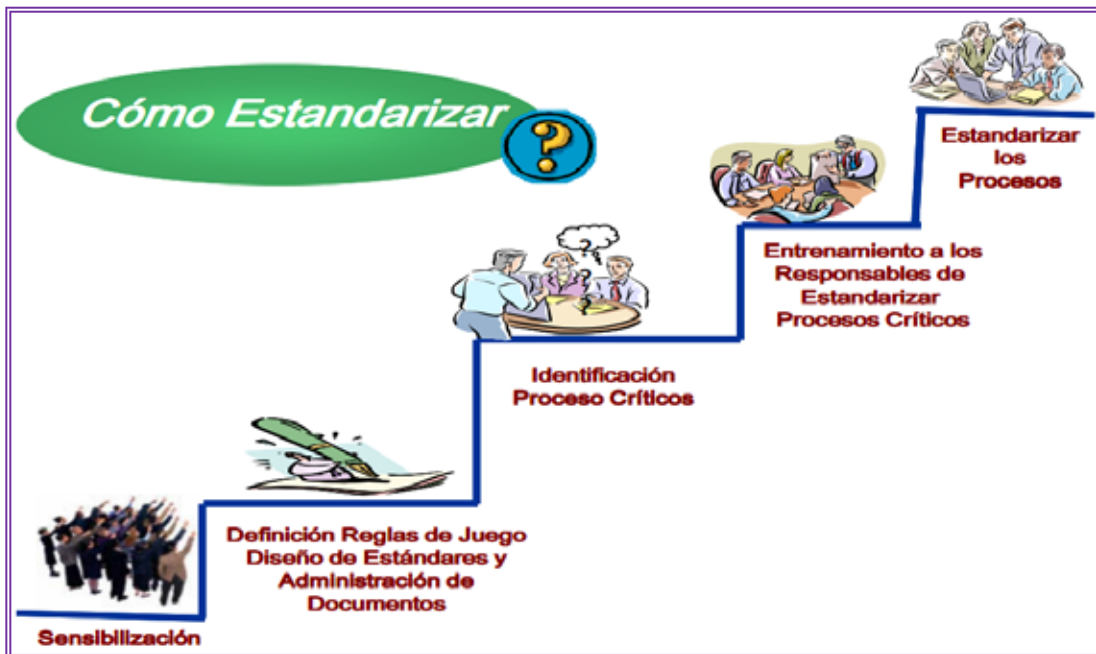 Cómo Estandarizar
?
Estandarizar
los
Procesos
Entrenamiento a los
Responsables de
Estandarizar
Procesos Críticos
Identificación
Proceso Críticos
Definición Reglas de Juego
Diseño de Estándares y
Administración de
Documentos
Sensibilización